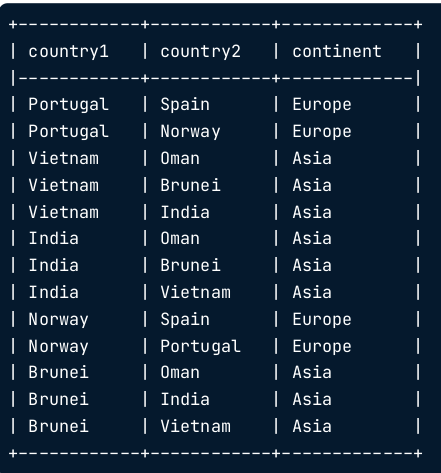 +------------+------------+------------+
| country1   | country2   | continent  |
|------------+------------+------------|
| Portugal   | Spain      | Europe     |
| Portugal   | Norway     | Europe     |
| Vietnam    | Oman       | Asia       |
| Vietnam    | Brunei     | Asia       |
| Vietnam    | India      | Asia       |
| India      | Oman       | Asia       |
| India      | Brunei     | Asia       |
| India      | Vietnam    | Asia       |
| Norway     | Spain      | Europe     |
| Norway     | Portugal   | Europe     |
| Brunei     | Oman       | Asia       |
| Brunei     | India      | Asia       |
| Brunei     | Vietnam    | Asia       |
+------------+------------+------------+